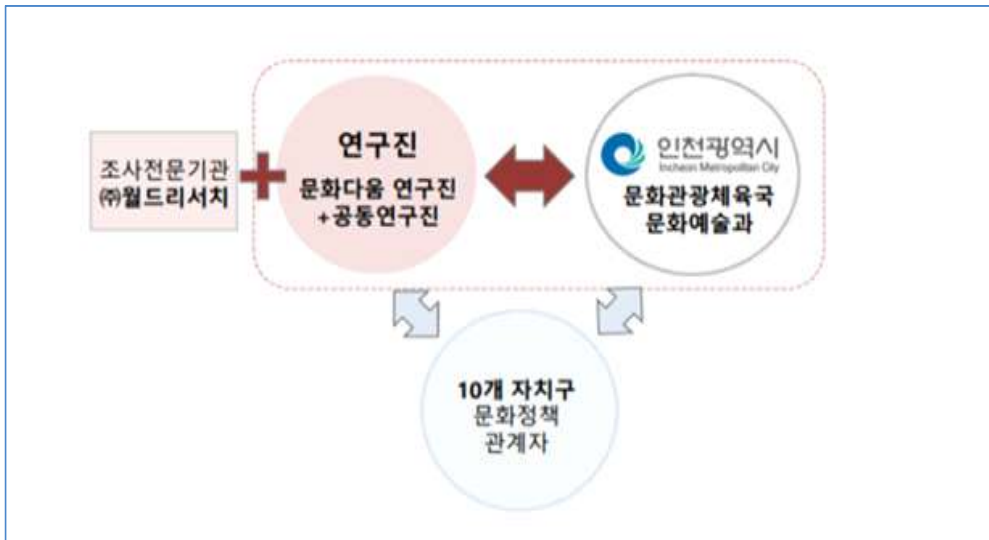 조사전문기관
㈜월드리서치
연구진
문화다움 연구진
+공동연구진
인천광역시
Incheon Metropolitan City
문화관광체육국
문화예술과
10개 자치구
문화정책
관계자